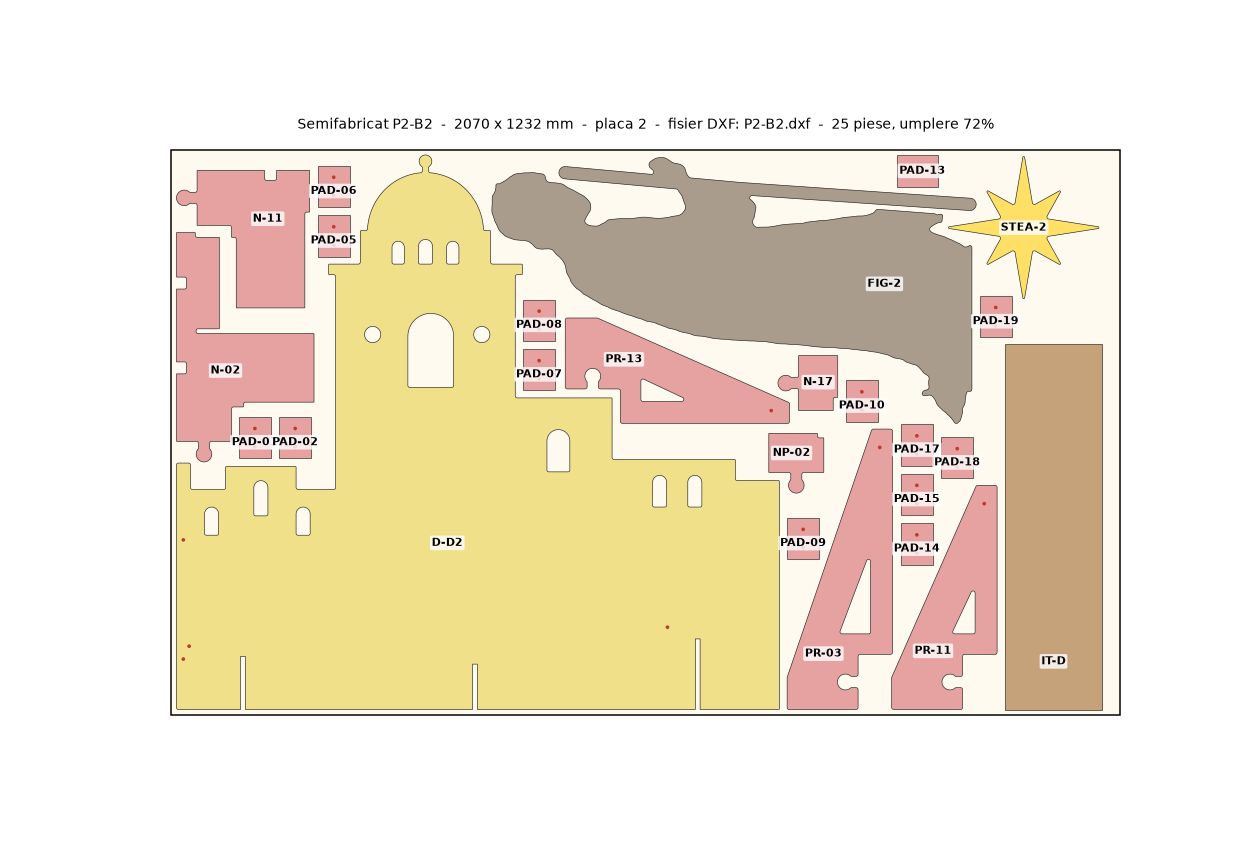 Semifabricat P2-B2 - 2070 x 1232 mm - placa 2 - fisier DXF: P2-B2.dxf - 25 piese, umplere 72%
PAD-13
PAD-06
N-11
STEA-2
PAD-05
FIG-2
PAD-19
PAD-08
PR-13
N-02
PAD-07
N-17
PAD-10
PAD-0
PAD-02
PAD-17
NP-02
PAD-18
PAD-15
D-D2
PAD-09
PAD-14
PR-03
PR-11
IT-D